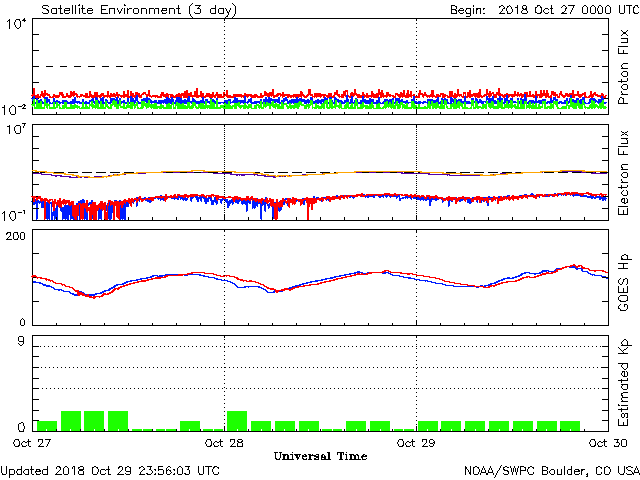 Satellite Environment (3 day) Begin: 2018 Oct 27 0000 UTC
10^4
Proton Flux
10^-2
10^7
Electron Flux
10^-1
200
GOES Hp
0
9
Estimated Kp
0
Oct 27 Oct 28 Oct 29 Oct 30
Universal Time
Updated 2018 Oct 29 23:56:03 UTC NOAA/SWPC Boulder, CO USA